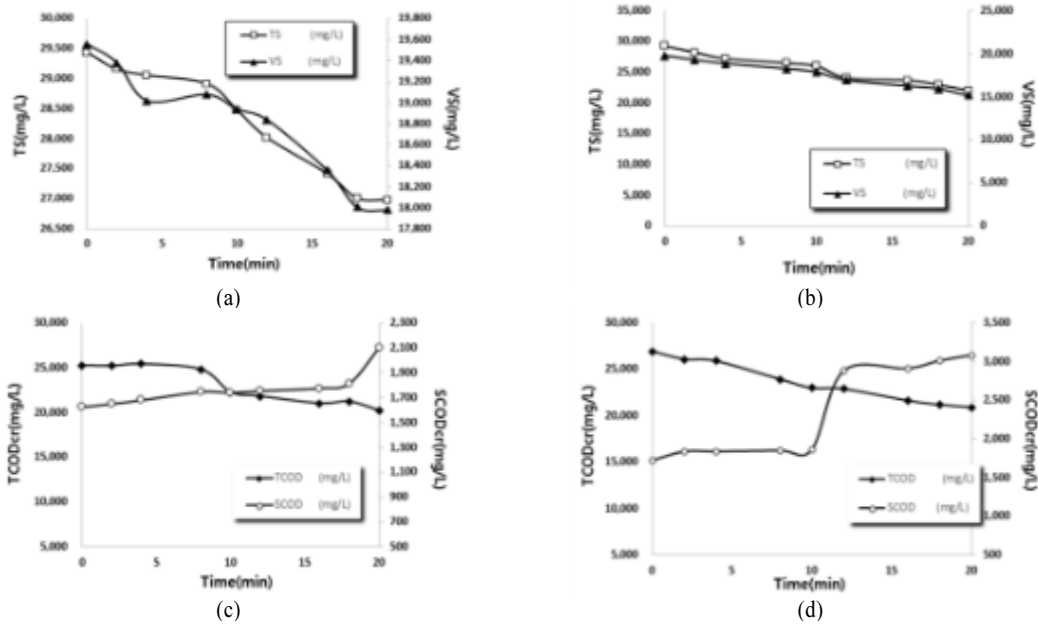 30,000
29,500
29,000
28,500
28,000
27,500
27,000
26,500
TS(mg/L)
19,800
19,600
19,400
19,200
19,000
18,800
18,600
18,400
18,200
18,000
17,800
VS(mg/L)
TS (mg/L)
VS (mg/L)
0 5 10 15 20
Time(min)
(a)
35,000
30,000
25,000
20,000
15,000
10,000
5,000
0
TS(mg/L)
25,000
20,000
15,000
10,000
5,000
0
VS(mg/L)
TS (mg/L)
VS (mg/L)
0 5 10 15 20
Time(min)
(b)
30,000
25,000
20,000
15,000
10,000
5,000
TCODcr(mg/L)
2,300
2,100
1,900
1,700
1,500
1,300
1,100
900
700
500
SCODcr(mg/L)
TCOD (mg/L)
SCOD (mg/L)
0 5 10 15 20
Time(min)
(c)
30,000
25,000
20,000
15,000
10,000
5,000
TCODcr(mg/L)
3,500
3,000
2,500
2,000
1,500
1,000
500
SCODcr(mg/L)
TCOD (mg/L)
SCOD (mg/L)
0 5 10 15 20
Time(min)
(d)